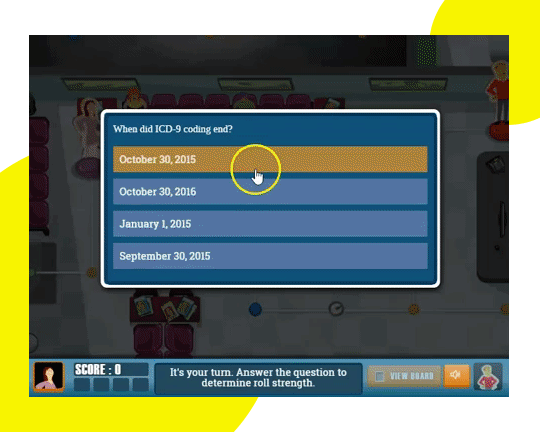 When did ICD-9 coding end?
October 30, 2015
October 30, 2016
January 1, 2015
September 30, 2015
SCORE : 0
It's your turn. Answer the question to
determine roll strength.
VIEW BOARD